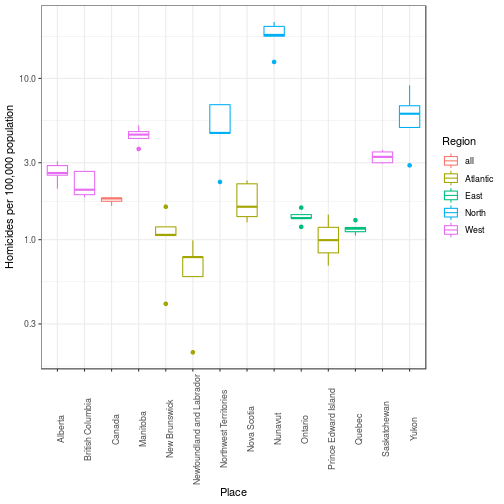 Homicides per 100,000 population
10.0
3.0
1.0
0.3
Alberta
British Columbia
Canada
Manitoba
New Brunswick
Newfoundland and Labrador
Northwest Territories
Nova Scotia
Nunavut
Ontario
Prince Edward Island
Quebec
Saskatchewan
Yukon
Place
Region
all
Atlantic
East
North
West